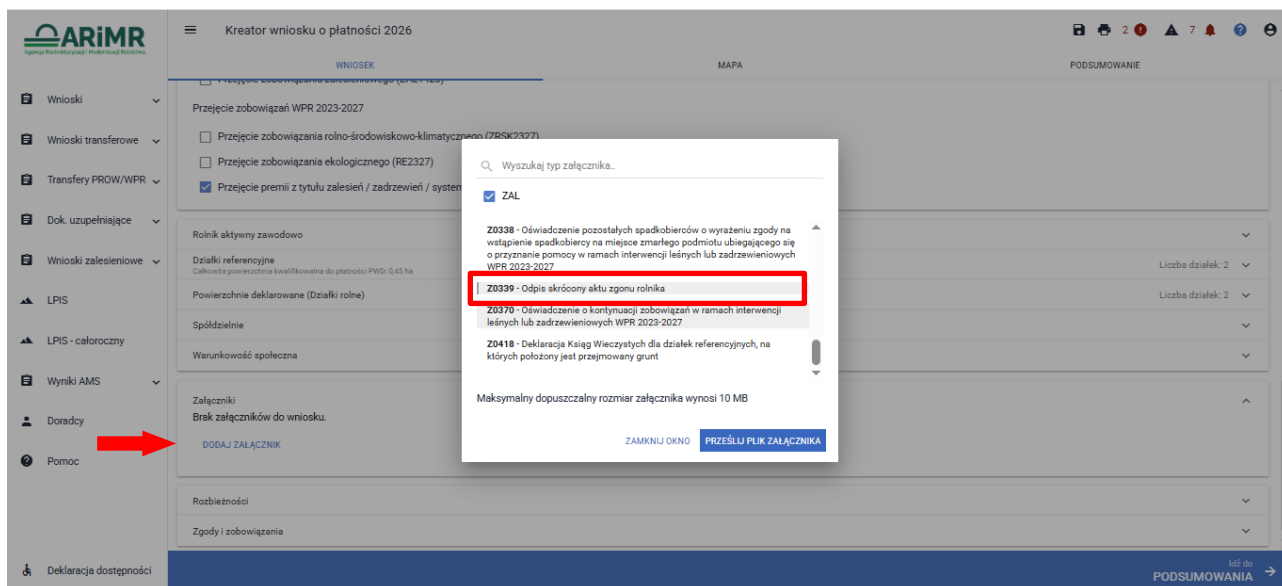 ARiMR
Agencja Restrukturyzacji i Modernizacji Rolnictwa
Kreator wniosku o płatności 2026
2
7
WNIOSEK
MAPA
PODSUMOWANIE
Wnioski
Wnioski transferowe
Transfery PROW/WPR
Dok. uzupełniające
Wnioski zalesieniowe
LPIS
LPIS - całoroczny
Wyniki AMS
Doradcy
Pomoc
Deklaracja dostępności
Przejęcie zobowiązań WPR 2023-2027
Przejęcie zobowiązania rolno-środowiskowo-klimatycznego (ZRSK2327)
Przejęcie zobowiązania ekologicznego (RE2327)
Przejęcie premii z tytułu zalesień / zadrzewień / system
Rolnik aktywny zawodowo
Działki referencyjne
Całkowita powierzchnia kwalifikowalna do płatności PWD: 0,45 ha
Liczba działek: 2
Powierzchnie deklarowane (Działki rolne)
Liczba działek: 2
Spółdzielnie
Warunkowość społeczna
Załączniki
Brak załączników do wniosku.
DODAJ ZAŁĄCZNIK
Rozbieżności
Zgody i zobowiązania
Idź do
PODSUMOWANIA
Wyszukaj typ załącznika...
ZAL
Z0338 - Oświadczenie pozostałych spadkobierców o wyrażeniu zgody na
wstąpienie spadkobiercy na miejsce zmarłego podmiotu ubiegającego się
o przyznanie pomocy w ramach interwencji leśnych lub zadrzewieniowych
WPR 2023-2027
Z0339 - Odpis skrócony aktu zgonu rolnika
Z0370 - Oświadczenie o kontynuacji zobowiązań w ramach interwencji
leśnych lub zadrzewieniowych WPR 2023-2027
Z0418 - Deklaracja Ksiąg Wieczystych dla działek referencyjnych, na
których położony jest przejmowany grunt
Maksymalny dopuszczalny rozmiar załącznika wynosi 10 MB
ZAMKNIJ OKNO
PRZEŚLIJ PLIK ZAŁĄCZNIKA